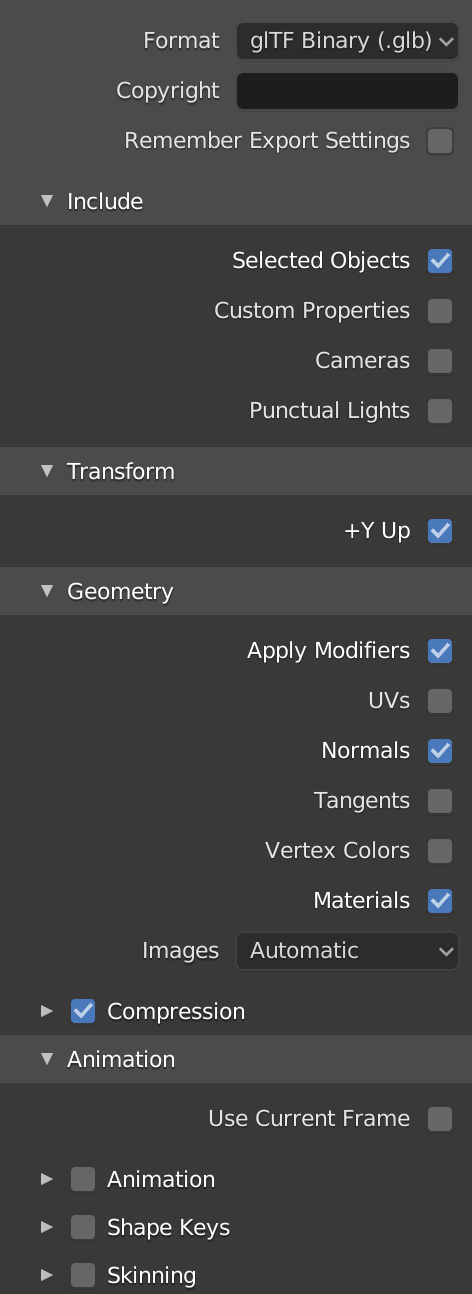 Format glTF Binary (.glb)
Copyright
Remember Export Settings
Include
Selected Objects
Custom Properties
Cameras
Punctual Lights
Transform
+Y Up
Geometry
Apply Modifiers
UVs
Normals
Tangents
Vertex Colors
Materials
Images Automatic
Compression
Animation
Use Current Frame
Animation
Shape Keys
Skinning